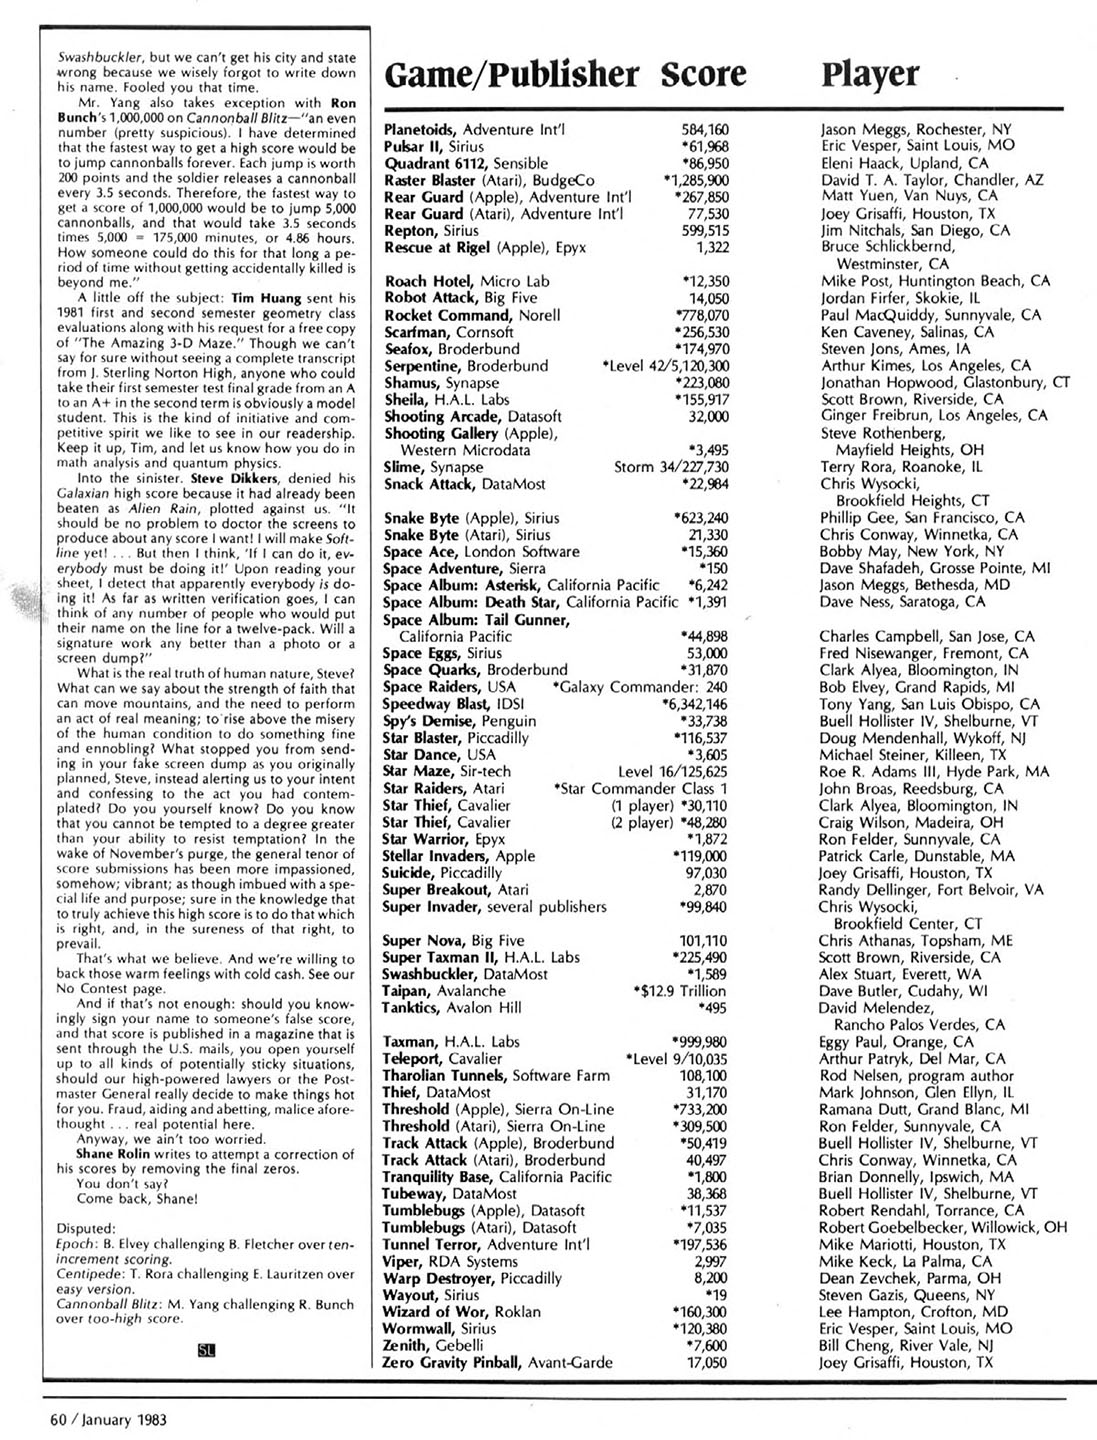 Swashbuckler, but we can't get his city and state
wrong because we wisely forgot to write down
his name. Fooled you that time.
Mr. Yang also takes exception with Ron
Bunch's 1,000,000 on Cannonball Blitz—"an even
number (pretty suspicious). I have determined
that the fastest way to get a high score would be
to jump cannonballs forever. Each jump is worth
200 points and the soldier releases a cannonball
every 3.5 seconds. Therefore, the fastest way to
get a score of 1,000,000 would be to jump 5,000
cannonballs, and that would take 3.5 seconds
times 5,000 = 175,000 minutes, or 4.86 hours.
How someone could do this for that long a pe-
riod of time without getting accidentally killed is
beyond me."
A little off the subject: Tim Huang sent his
1981 first and second semester geometry class
evaluations along with his request for a free copy
of "The Amazing 3-D Maze." Though we can't
say for sure without seeing a complete transcript
from J. Sterling Norton High, anyone who could
take their first semester test final grade from an A
to an A+ in the second term is obviously a model
student. This is the kind of initiative and com-
petitive spirit we like to see in our readership.
Keep it up, Tim, and let us know how you do in
math analysis and quantum physics.
Into the sinister. Steve Dikkers, denied his
Galaxian high score because it had already been
beaten as Alien Rain, plotted against us. "It
should be no problem to doctor the screens to
produce about any score I want! I will make Soft-
line yet! . . . But then I think, 'If I can do it, ev-
erybody must be doing it!' Upon reading your
sheet, I detect that apparently everybody is do-
ing it! As far as written verification goes, I can
think of any number of people who would put
their name on the line for a twelve-pack. Will a
signature work any better than a photo or a
screen dump?"
What is the real truth of human nature, Steve?
What can we say about the strength of faith that
can move mountains, and the need to perform
an act of real meaning; to rise above the misery
of the human condition to do something fine
and ennobling? What stopped you from send-
ing in your fake screen dump as you originally
planned, Steve, instead alerting us to your intent
and confessing to the act you had contem-
plated? Do you yourself know? Do you know
that you cannot be tempted to a degree greater
than your ability to resist temptation? In the
wake of November's purge, the general tenor of
score submissions has been more impassioned,
somehow; vibrant; as though imbued with a spe-
cial life and purpose; sure in the knowledge that
to truly achieve this high score is to do that which
is right, and, in the sureness of that right, to
prevail.
That's what we believe. And we're willing to
back those warm feelings with cold cash. See our
No Contest page.
And if that's not enough: should you know-
ingly sign your name to someone's false score,
and that score is published in a magazine that is
sent through the U.S. mails, you open yourself
up to all kinds of potentially sticky situations,
should our high-powered lawyers or the Post-
master General really decide to make things hot
for you. Fraud, aiding and abetting, malice afore-
thought . . . real potential here.
Anyway, we ain't too worried.
Shane Rolin writes to attempt a correction of
his scores by removing the final zeros.
You don't say?
Come back, Shane!
Disputed:
Epoch: B. Elvey challenging B. Fletcher over ten-
increment scoring.
Centipede: T. Rora challenging E. Lauritzen over
easy version.
Cannonball Blitz: M. Yang challenging R. Bunch
over too-high score.
SL
Game/Publisher Score Player
Planetoids, Adventure Int'l 584,160 Jason Meggs, Rochester, NY
Pulsar II, Sirius *61,968 Eric Vesper, Saint Louis, MO
Quadrant 6112, Sensible *86,950 Eleni Haack, Upland, CA
Raster Blaster (Atari), BudgeCo *1,285,900 David T. A. Taylor, Chandler, AZ
Rear Guard (Apple), Adventure Int'l *267,850 Matt Yuen, Van Nuys, CA
Rear Guard (Atari), Adventure Int'l 77,530 Joey Grisaffi, Houston, TX
Repton, Sirius 599,515 Jim Nitchals, San Diego, CA
Rescue at Rigel (Apple), Epyx 1,322 Bruce Schlickbernd,
Westminster, CA
Roach Hotel, Micro Lab *12,350 Mike Post, Huntington Beach, CA
Robot Attack, Big Five 14,050 Jordan Firfer, Skokie, IL
Rocket Command, Norell *778,070 Paul MacQuiddy, Sunnyvale, CA
Scarfman, Cornsoft *256,530 Ken Caveney, Salinas, CA
Seafox, Broderbund *174,970 Steven Jons, Ames, IA
Serpentine, Broderbund *Level 42/5,120,300 Arthur Kimes, Los Angeles, CA
Shamus, Synapse *223,080 Jonathan Hopwood, Glastonbury, CT
Sheila, H.A.L. Labs *155,917 Scott Brown, Riverside, CA
Shooting Arcade, Datasoft 32,000 Ginger Freibrun, Los Angeles, CA
Shooting Gallery (Apple), Steve Rothenberg,
Western Microdata *3,495 Mayfield Heights, OH
Slime, Synapse Storm 34/227,730 Terry Rora, Roanoke, IL
Snack Attack, DataMost *22,984 Chris Wysocki,
Brookfield Heights, CT
Snake Byte (Apple), Sirius *623,240 Phillip Gee, San Francisco, CA
Snake Byte (Atari), Sirius 21,330 Chris Conway, Winnetka, CA
Space Ace, London Software *15,360 Bobby May, New York, NY
Space Adventure, Sierra *150 Dave Shafadeh, Grosse Pointe, MI
Space Album: Asterisk, California Pacific *6,242 Jason Meggs, Bethesda, MD
Space Album: Death Star, California Pacific *1,391 Dave Ness, Saratoga, CA
Space Album: Tail Gunner,
California Pacific *44,898 Charles Campbell, San Jose, CA
Space Eggs, Sirius 53,000 Fred Nisewanger, Fremont, CA
Space Quarks, Broderbund *31,870 Clark Alyea, Bloomington, IN
Space Raiders, USA *Galaxy Commander: 240 Bob Elvey, Grand Rapids, MI
Speedway Blast, IDSI *6,342,146 Tony Yang, San Luis Obispo, CA
Spy's Demise, Penguin *33,738 Buell Hollister IV, Shelburne, VT
Star Blaster, Piccadilly *116,537 Doug Mendenhall, Wykoff, NJ
Star Dance, USA *3,605 Michael Steiner, Killeen, TX
Star Maze, Sir-tech Level 16/125,625 Roe R. Adams III, Hyde Park, MA
Star Raiders, Atari *Star Commander Class 1 John Broas, Reedsburg, CA
Star Thief, Cavalier (1 player) *30,110 Clark Alyea, Bloomington, IN
Star Thief, Cavalier (2 player) *48,280 Craig Wilson, Madeira, OH
Star Warrior, Epyx *1,872 Ron Felder, Sunnyvale, CA
Stellar Invaders, Apple *119,000 Patrick Carle, Dunstable, MA
Suicide, Piccadilly 97,030 Joey Grisaffi, Houston, TX
Super Breakout, Atari 2,870 Randy Dellinger, Fort Belvoir, VA
Super Invader, several publishers *99,840 Chris Wysocki,
Brookfield Center, CT
Super Nova, Big Five 101,110 Chris Athanas, Topsham, ME
Super Taxman II, H.A.L. Labs *225,490 Scott Brown, Riverside, CA
Swashbuckler, DataMost *1,589 Alex Stuart, Everett, WA
Taipan, Avalanche *$12.9 Trillion Dave Butler, Cudahy, WI
Tanktics, Avalon Hill *495 David Melendez,
Rancho Palos Verdes, CA
Taxman, H.A.L. Labs *999,980 Eggy Paul, Orange, CA
Teleport, Cavalier *Level 9/10,035 Arthur Patryk, Del Mar, CA
Tharolian Tunnels, Software Farm 108,100 Rod Nelsen, program author
Thief, DataMost 31,170 Mark Johnson, Glen Ellyn, IL
Threshold (Apple), Sierra On-Line *733,200 Ramana Dutt, Grand Blanc, MI
Threshold (Atari), Sierra On-Line *309,500 Ron Felder, Sunnyvale, CA
Track Attack (Apple), Broderbund *50,419 Buell Hollister IV, Shelburne, VT
Track Attack (Atari), Broderbund 40,497 Chris Conway, Winnetka, CA
Tranquility Base, California Pacific *1,800 Brian Donnelly, Ipswich, MA
Tubeway, DataMost 38,368 Buell Hollister IV, Shelburne, VT
Tumblebugs (Apple), Datasoft *11,537 Robert Rendahl, Torrance, CA
Tumblebugs (Atari), Datasoft *7,035 Robert Goebelbecker, Willowick, OH
Tunnel Terror, Adventure Int'l *197,536 Mike Mariotti, Houston, TX
Viper, RDA Systems 2,997 Mike Keck, La Palma, CA
Warp Destroyer, Piccadilly 8,200 Dean Zevchek, Parma, OH
Wayout, Sirius *19 Steven Gazis, Queens, NY
Wizard of Wor, Roklan *160,300 Lee Hampton, Crofton, MD
Wormwall, Sirius *120,380 Eric Vesper, Saint Louis, MO
Zenith, Gebelli *7,600 Bill Cheng, River Vale, NJ
Zero Gravity Pinball, Avant-Garde 17,050 Joey Grisaffi, Houston, TX
60 / January 1983